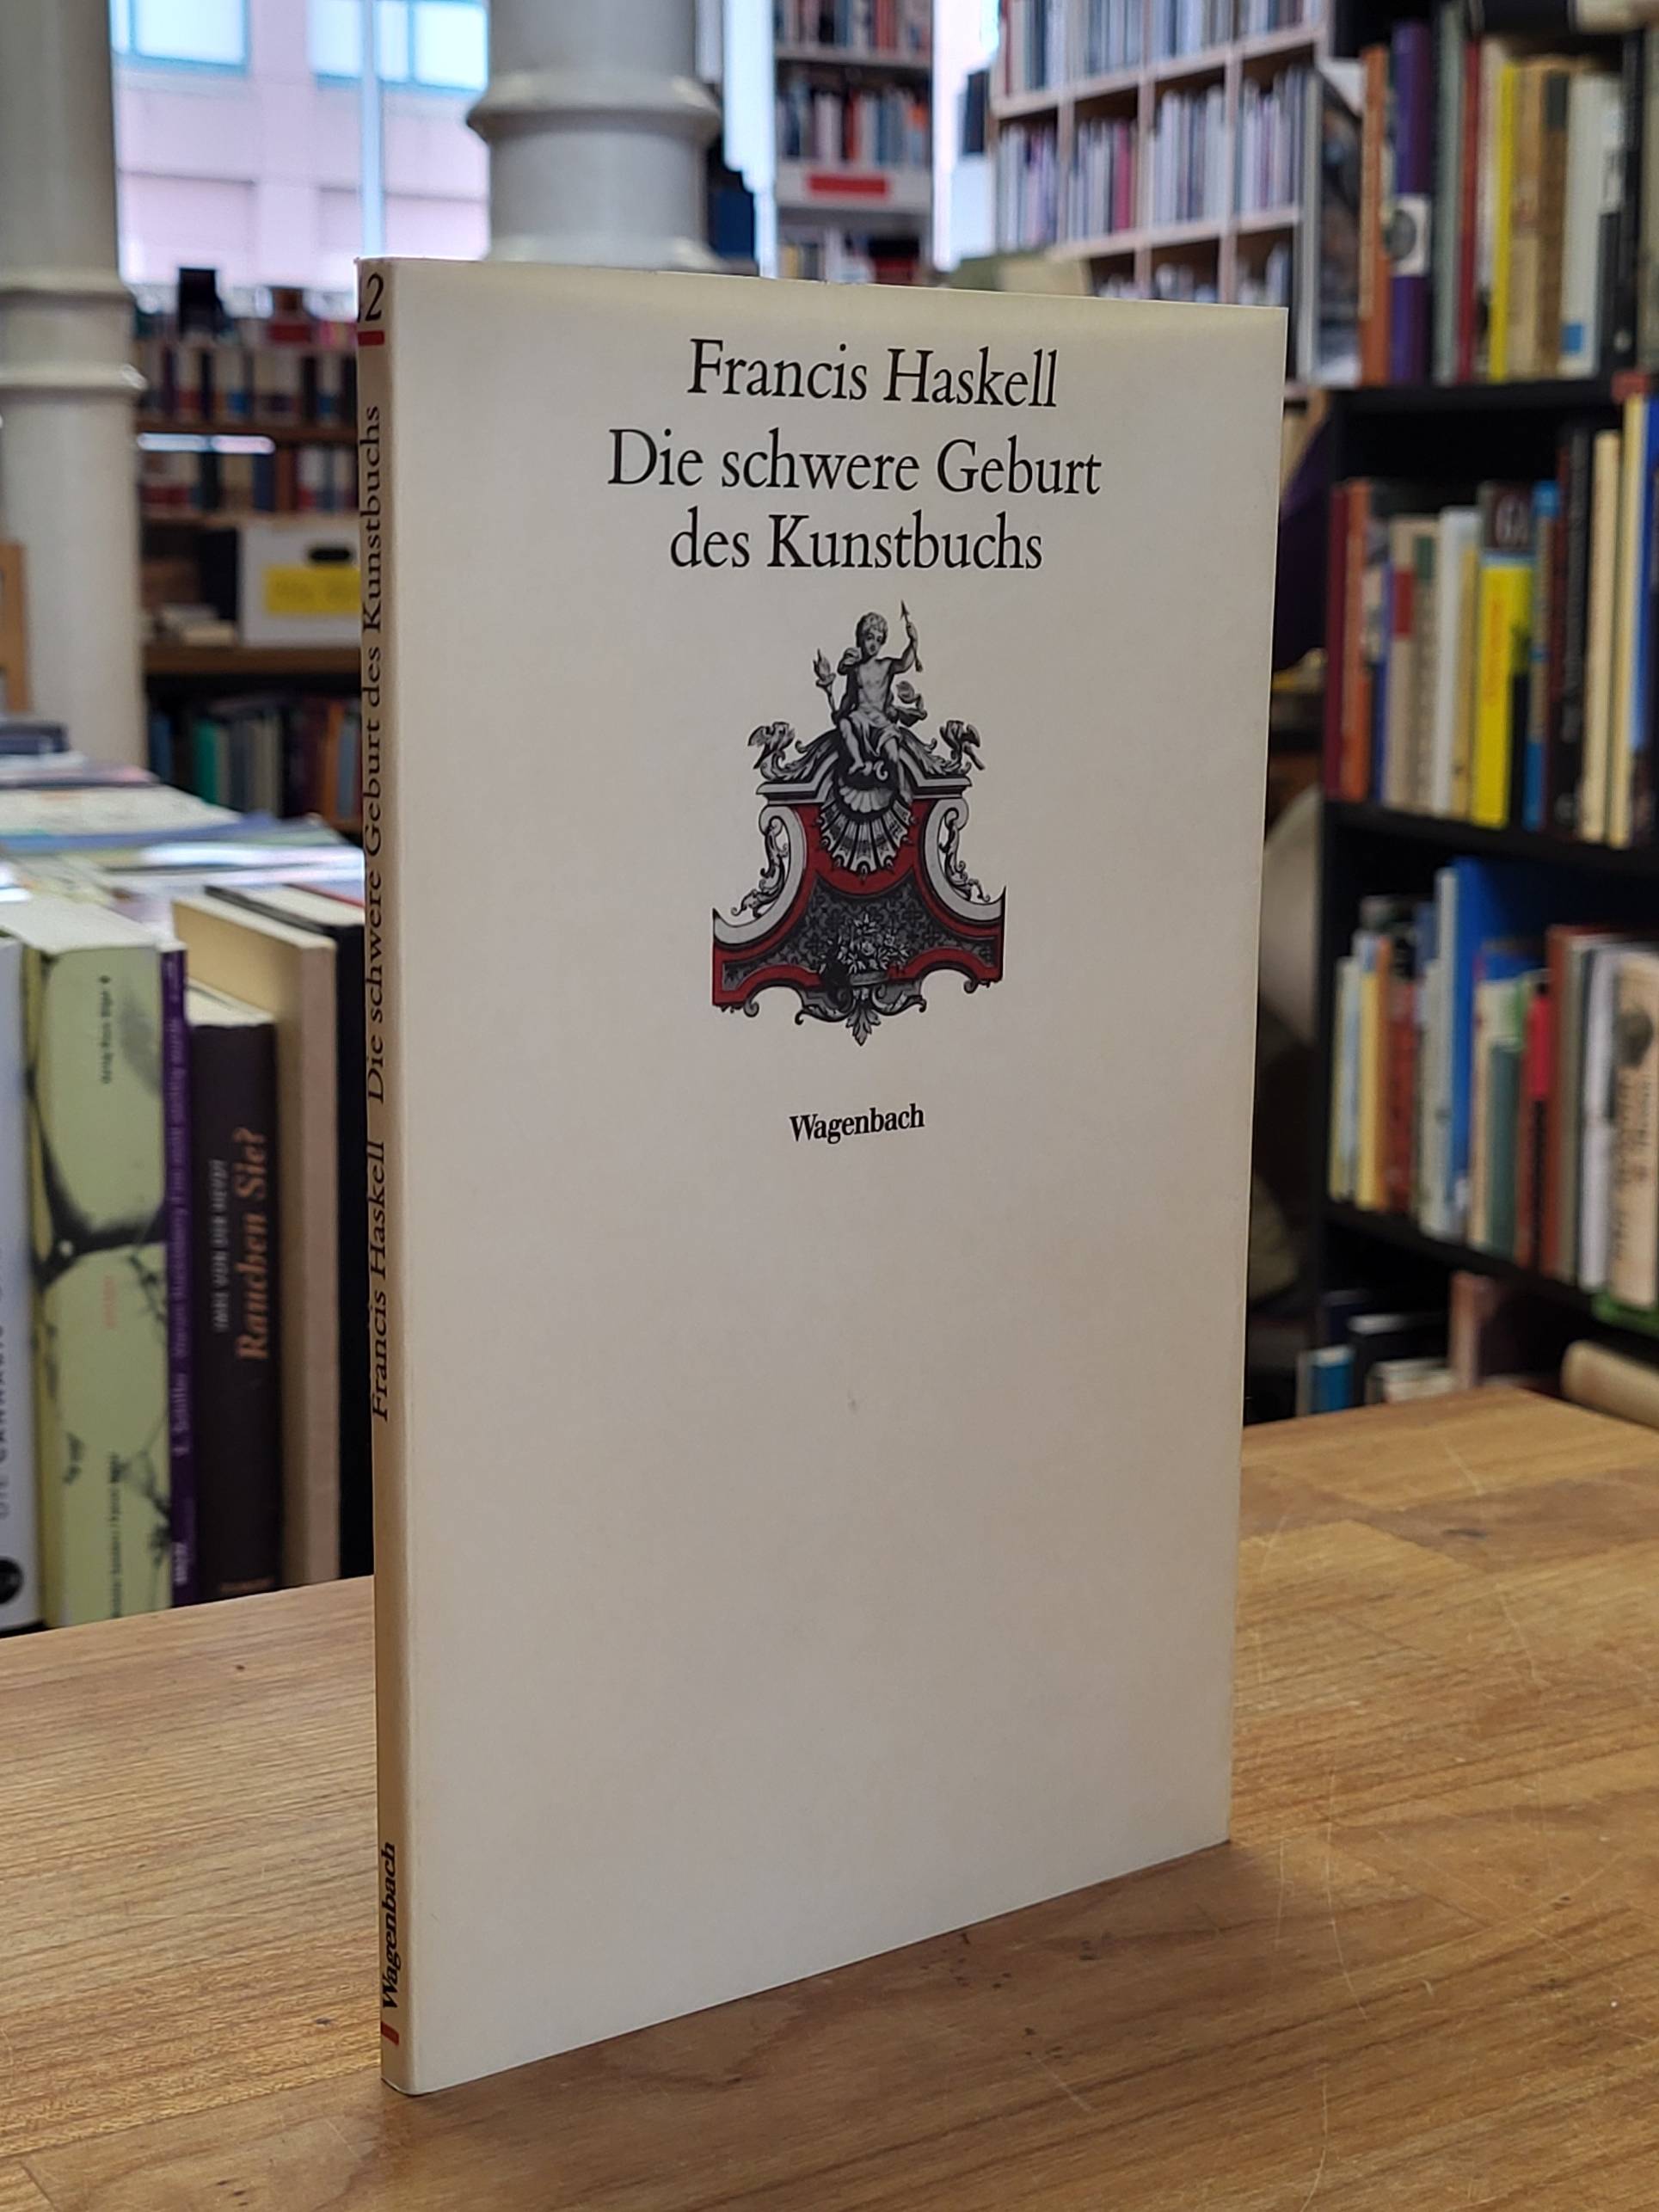 Francis Haskell
Die schwere Geburt
des Kunstbuchs
Wagenbach
2
Francis Haskell Die schwere Geburt des Kunstbuchs
Wagenbach
Rauchen Sie?